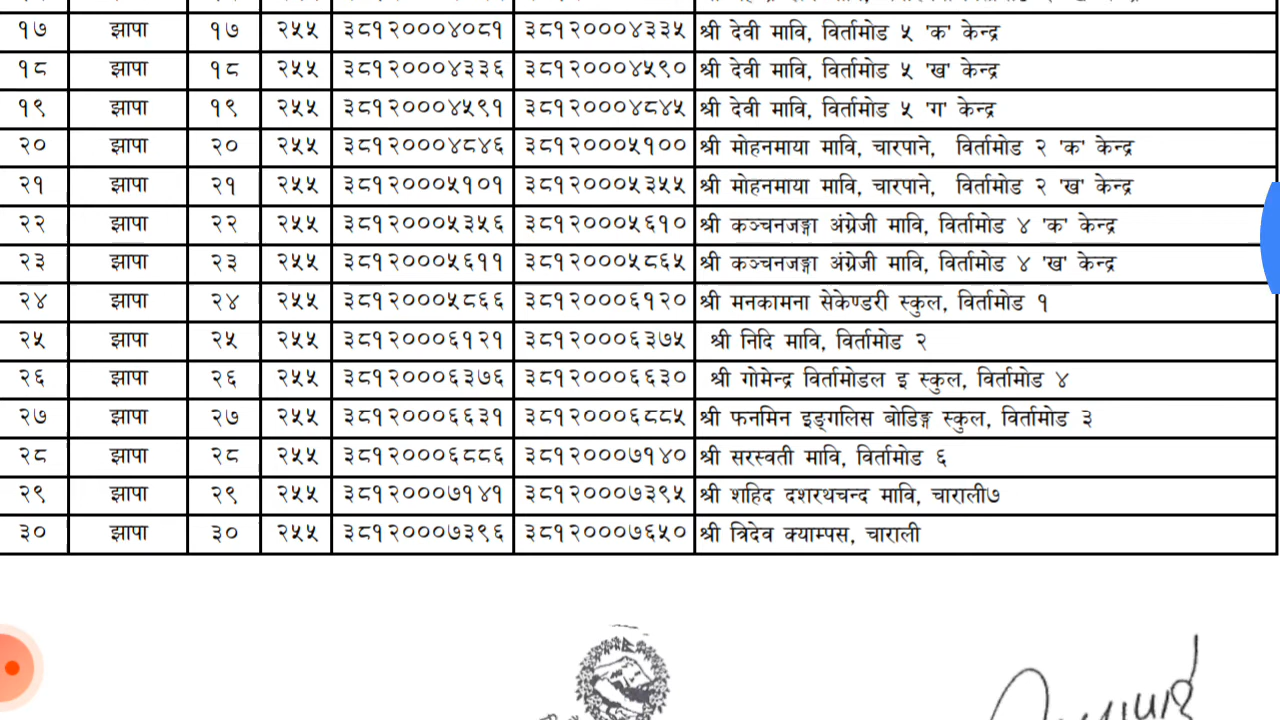 १७ झापा १७ २५५ ३८१२०००४०८१ ३८१२०००४३३५ श्री देवी मावि, विर्तामोड ५ 'क' केन्द्र
१८ झापा १८ २५५ ३८१२०००४३३६ ३८१२०००४५९० श्री देवी मावि, विर्तामोड ५ 'ख' केन्द्र
१९ झापा १९ २५५ ३८१२०००४५९१ ३८१२०००४८४५ श्री देवी मावि, विर्तामोड ५ 'ग' केन्द्र
२० झापा २० २५५ ३८१२०००४८४६ ३८१२०००५१०० श्री मोहनमाया मावि, चारपाने, विर्तामोड २ 'क' केन्द्र
२१ झापा २१ २५५ ३८१२०००५१०१ ३८१२०००५३५५ श्री मोहनमाया मावि, चारपाने, विर्तामोड २ 'ख' केन्द्र
२२ झापा २२ २५५ ३८१२०००५३५६ ३८१२०००५६१० श्री कञ्चनजङ्घा अंग्रेजी मावि, विर्तामोड ४ 'क' केन्द्र
२३ झापा २३ २५५ ३८१२०००५६११ ३८१२०००५८६५ श्री कञ्चनजङ्घा अंग्रेजी मावि, विर्तामोड ४ 'ख' केन्द्र
२४ झापा २४ २५५ ३८१२०००५८६६ ३८१२०००६१२० श्री मनकामना सेकेण्डरी स्कुल, विर्तामोड १
२५ झापा २५ २५५ ३८१२०००६१२१ ३८१२०००६३७५ श्री निदि मावि, विर्तामोड २
२६ झापा २६ २५५ ३८१२०००६३७६ ३८१२०००६६३० श्री गोमेन्द्र विर्तामोडल इ स्कुल, विर्तामोड ४
२७ झापा २७ २५५ ३८१२०००६६३१ ३८१२०००६८८५ श्री फनमिन इङ्गलिस बोडिङ्ग स्कुल, विर्तामोड ३
२८ झापा २८ २५५ ३८१२०००६८८६ ३८१२०००७१४० श्री सरस्वती मावि, विर्तामोड ६
२९ झापा २९ २५५ ३८१२०००७१४१ ३८१२०००७३९५ श्री शहिद दशरथचन्द मावि, चाराली७
३० झापा ३० २५५ ३८१२०००७३९६ ३८१२०००७६५० श्री त्रिदेव क्याम्पस, चाराली